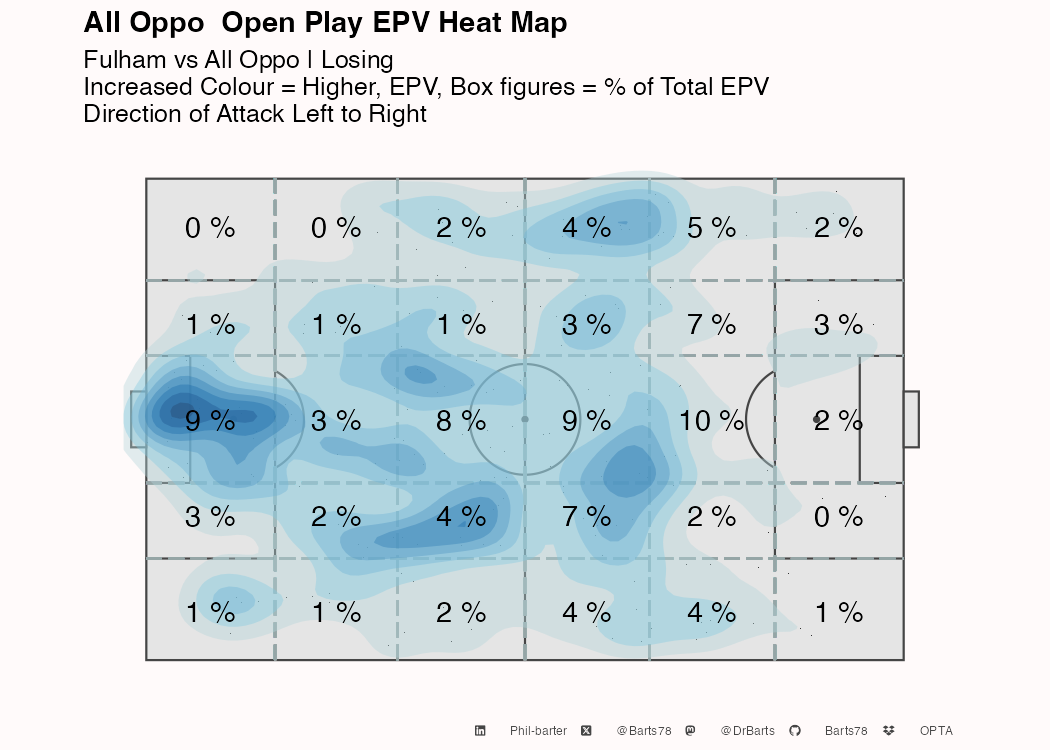 All Oppo  Open Play EPV Heat Map
Fulham vs All Oppo | Losing
Increased Colour = Higher, EPV, Box figures = % of Total EPV
Direction of Attack Left to Right
0 % 0 % 2 % 4 % 5 % 2 %
1 % 1 % 1 % 3 % 7 % 3 %
9 % 3 % 8 % 9 % 10 % 2 %
3 % 2 % 4 % 7 % 2 % 0 %
1 % 1 % 2 % 4 % 4 % 1 %
Phil-barter @Barts78 @DrBarts Barts78 OPTA